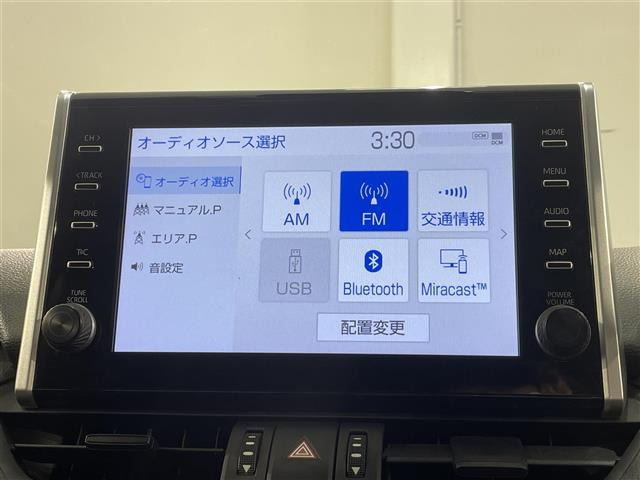 オーディオソース選択 3:30 DCM
DCM
CH >
< TRACK
PHONE
T&C
TUNE
SCROLL
オーディオ選択
マニュアル.P
エリア.P
音設定
AM
FM
交通情報
USB
Bluetooth
Miracast™
配置変更
HOME
MENU
AUDIO
MAP
POWER
VOLUME